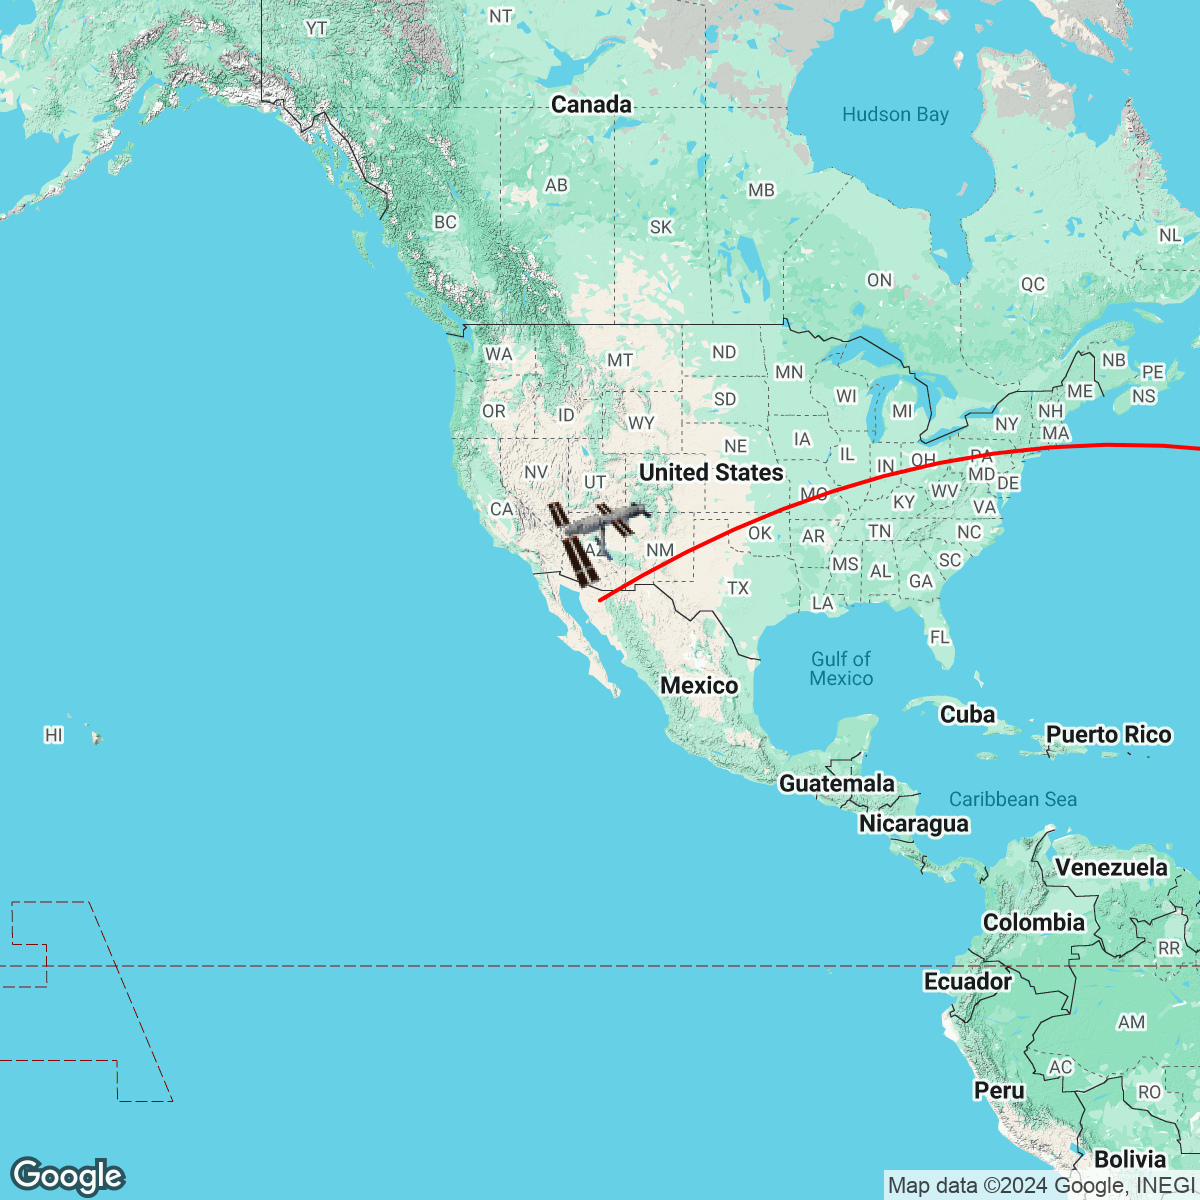 YT
NT
Canada
Hudson Bay
AB
MB
BC
SK
NL
ON
QC
WA
MT
ND
MN
NB
PE
OR
ID
WY
SD
WI
MI
ME
NS
NH
NY
MA
NE
IA
IL
IN
OH
PA
NV
UT
United States
MD
DE
CA
MO
KY
WV
VA
AZ
NM
OK
AR
TN
NC
MS
AL
SC
GA
TX
LA
FL
Gulf of
Mexico
Mexico
Cuba
HI
Puerto Rico
Guatemala
Caribbean Sea
Nicaragua
Venezuela
Colombia
RR
Ecuador
AM
AC
Peru
RO
Bolivia
Google
Map data ©2024 Google, INEGI